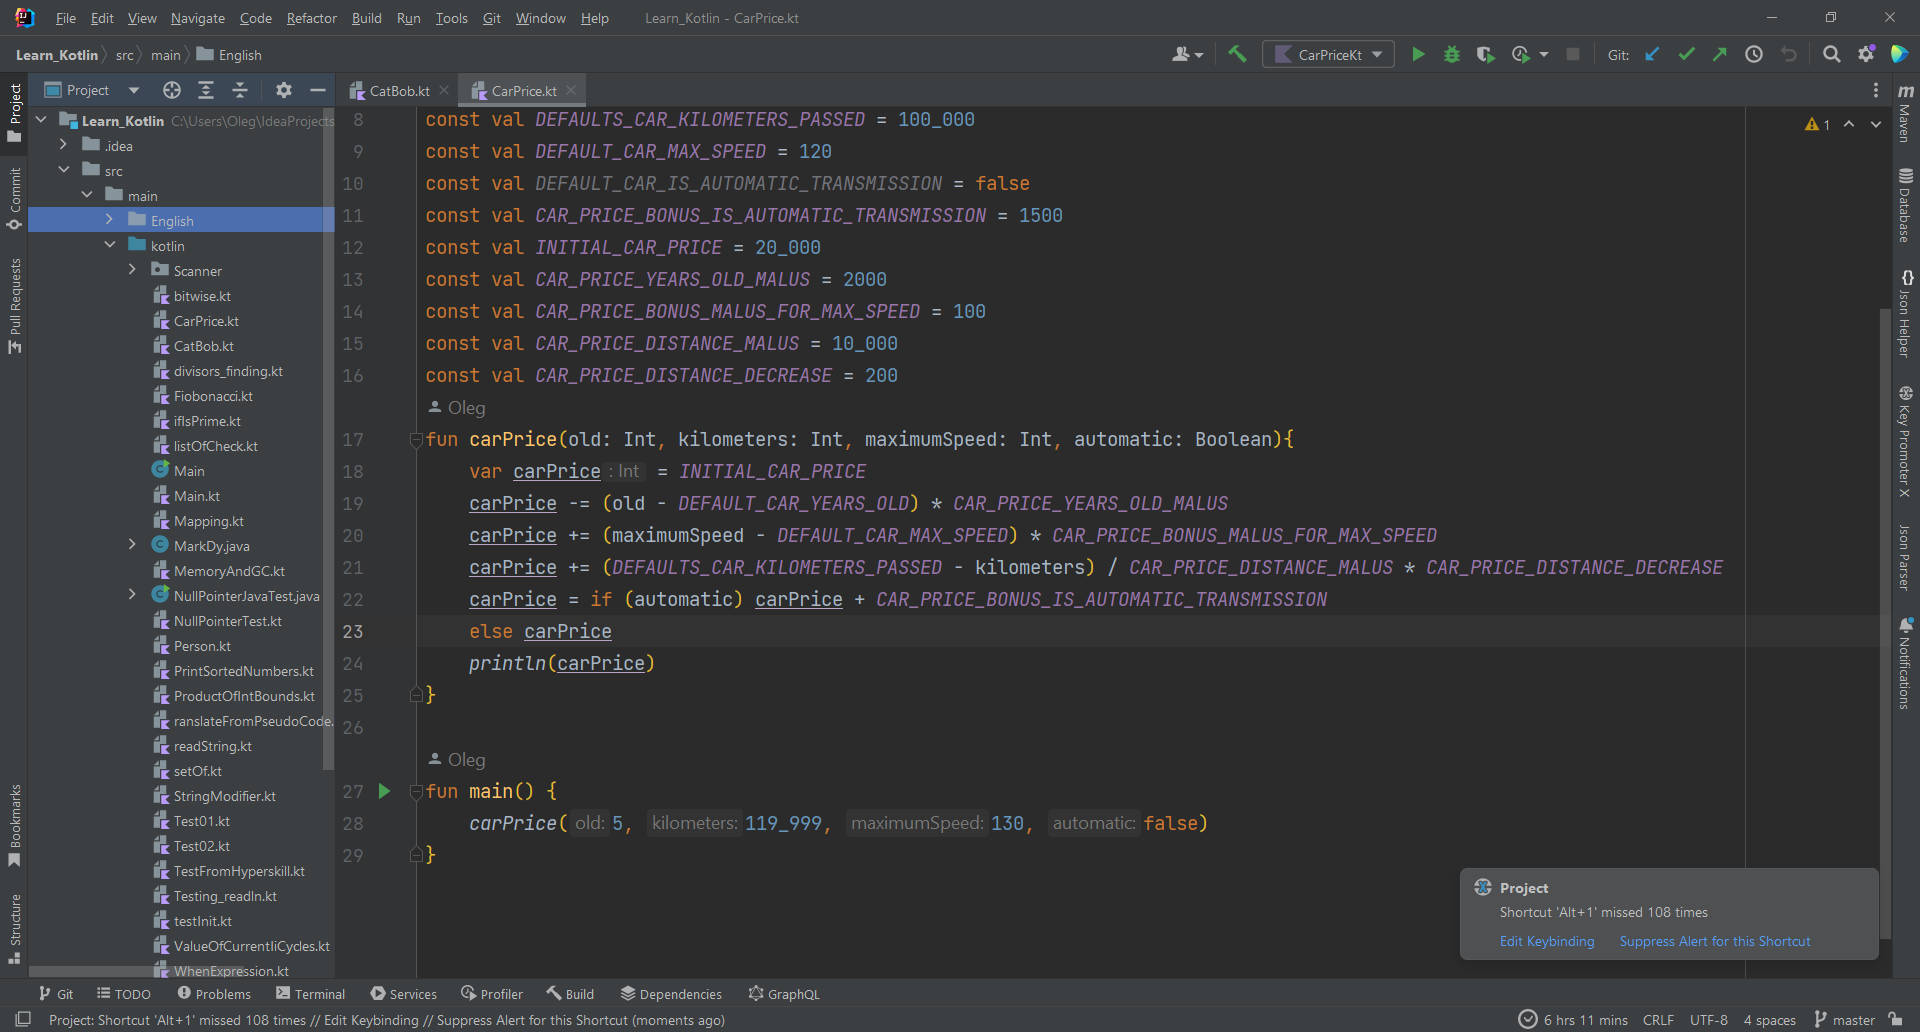 File Edit View Navigate Code Refactor Build Run Tools Git Window Help Learn_Kotlin - CarPrice.kt
Learn_Kotlin src main English CarPriceKt Git:
Project CatBob.kt CarPrice.kt
Project
Commit
Pull Requests
Bookmarks
Structure
Learn_Kotlin C:\Users\Oleg\IdeaProjects
.idea
src
main
English
kotlin
Scanner
bitwise.kt
CarPrice.kt
CatBob.kt
divisors_finding.kt
Fiobonacci.kt
ifIsPrime.kt
listOfCheck.kt
Main
Main.kt
Mapping.kt
MarkDy.java
MemoryAndGC.kt
NullPointerJavaTest.java
NullPointerTest.kt
Person.kt
PrintSortedNumbers.kt
ProductOfIntBounds.kt
ranslateFromPseudoCode.
readString.kt
setOf.kt
StringModifier.kt
Test01.kt
Test02.kt
TestFromHyperskill.kt
Testing_readln.kt
testInit.kt
ValueOfCurrentIiCycles.kt
WhenExpression.kt
8 const val DEFAULTS_CAR_KILOMETERS_PASSED = 100_000
9 const val DEFAULT_CAR_MAX_SPEED = 120
10 const val DEFAULT_CAR_IS_AUTOMATIC_TRANSMISSION = false
11 const val CAR_PRICE_BONUS_IS_AUTOMATIC_TRANSMISSION = 1500
12 const val INITIAL_CAR_PRICE = 20_000
13 const val CAR_PRICE_YEARS_OLD_MALUS = 2000
14 const val CAR_PRICE_BONUS_MALUS_FOR_MAX_SPEED = 100
15 const val CAR_PRICE_DISTANCE_MALUS = 10_000
16 const val CAR_PRICE_DISTANCE_DECREASE = 200
Oleg
17 fun carPrice(old: Int, kilometers: Int, maximumSpeed: Int, automatic: Boolean){
18 var carPrice : Int = INITIAL_CAR_PRICE
19 carPrice -= (old - DEFAULT_CAR_YEARS_OLD) * CAR_PRICE_YEARS_OLD_MALUS
20 carPrice += (maximumSpeed - DEFAULT_CAR_MAX_SPEED) * CAR_PRICE_BONUS_MALUS_FOR_MAX_SPEED
21 carPrice += (DEFAULTS_CAR_KILOMETERS_PASSED - kilometers) / CAR_PRICE_DISTANCE_MALUS * CAR_PRICE_DISTANCE_DECREASE
22 carPrice = if (automatic) carPrice + CAR_PRICE_BONUS_IS_AUTOMATIC_TRANSMISSION
23 else carPrice
24 println(carPrice)
25 }
26
Oleg
27 fun main() {
28 carPrice( old: 5, kilometers: 119_999, maximumSpeed: 130, automatic: false)
29 }
1
m Maven
Database
{} Json Helper
Key Promoter X
Json Parser
Notifications
Project
Shortcut 'Alt+1' missed 108 times
Edit Keybinding Suppress Alert for this Shortcut
Git TODO Problems Terminal Services Profiler Build Dependencies GraphQL
Project: Shortcut 'Alt+1' missed 108 times // Edit Keybinding // Suppress Alert for this Shortcut (moments ago) 6 hrs 11 mins CRLF UTF-8 4 spaces master